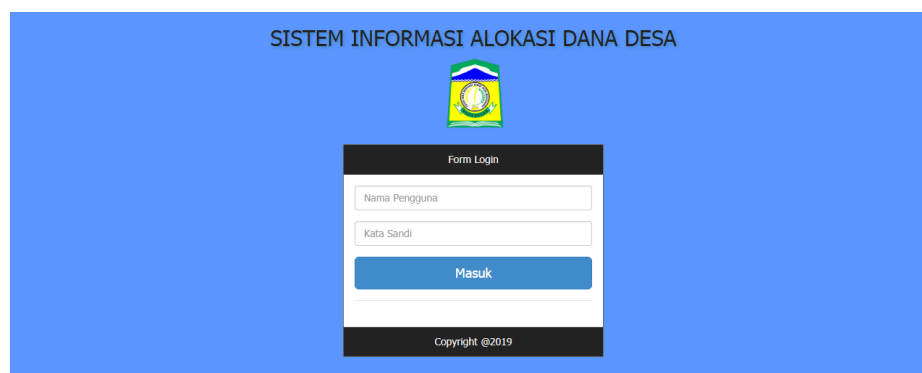 SISTEM INFORMASI ALOKASI DANA DESA
Form Login
Nama Pengguna
Kata Sandi
Masuk
Copyright @2019